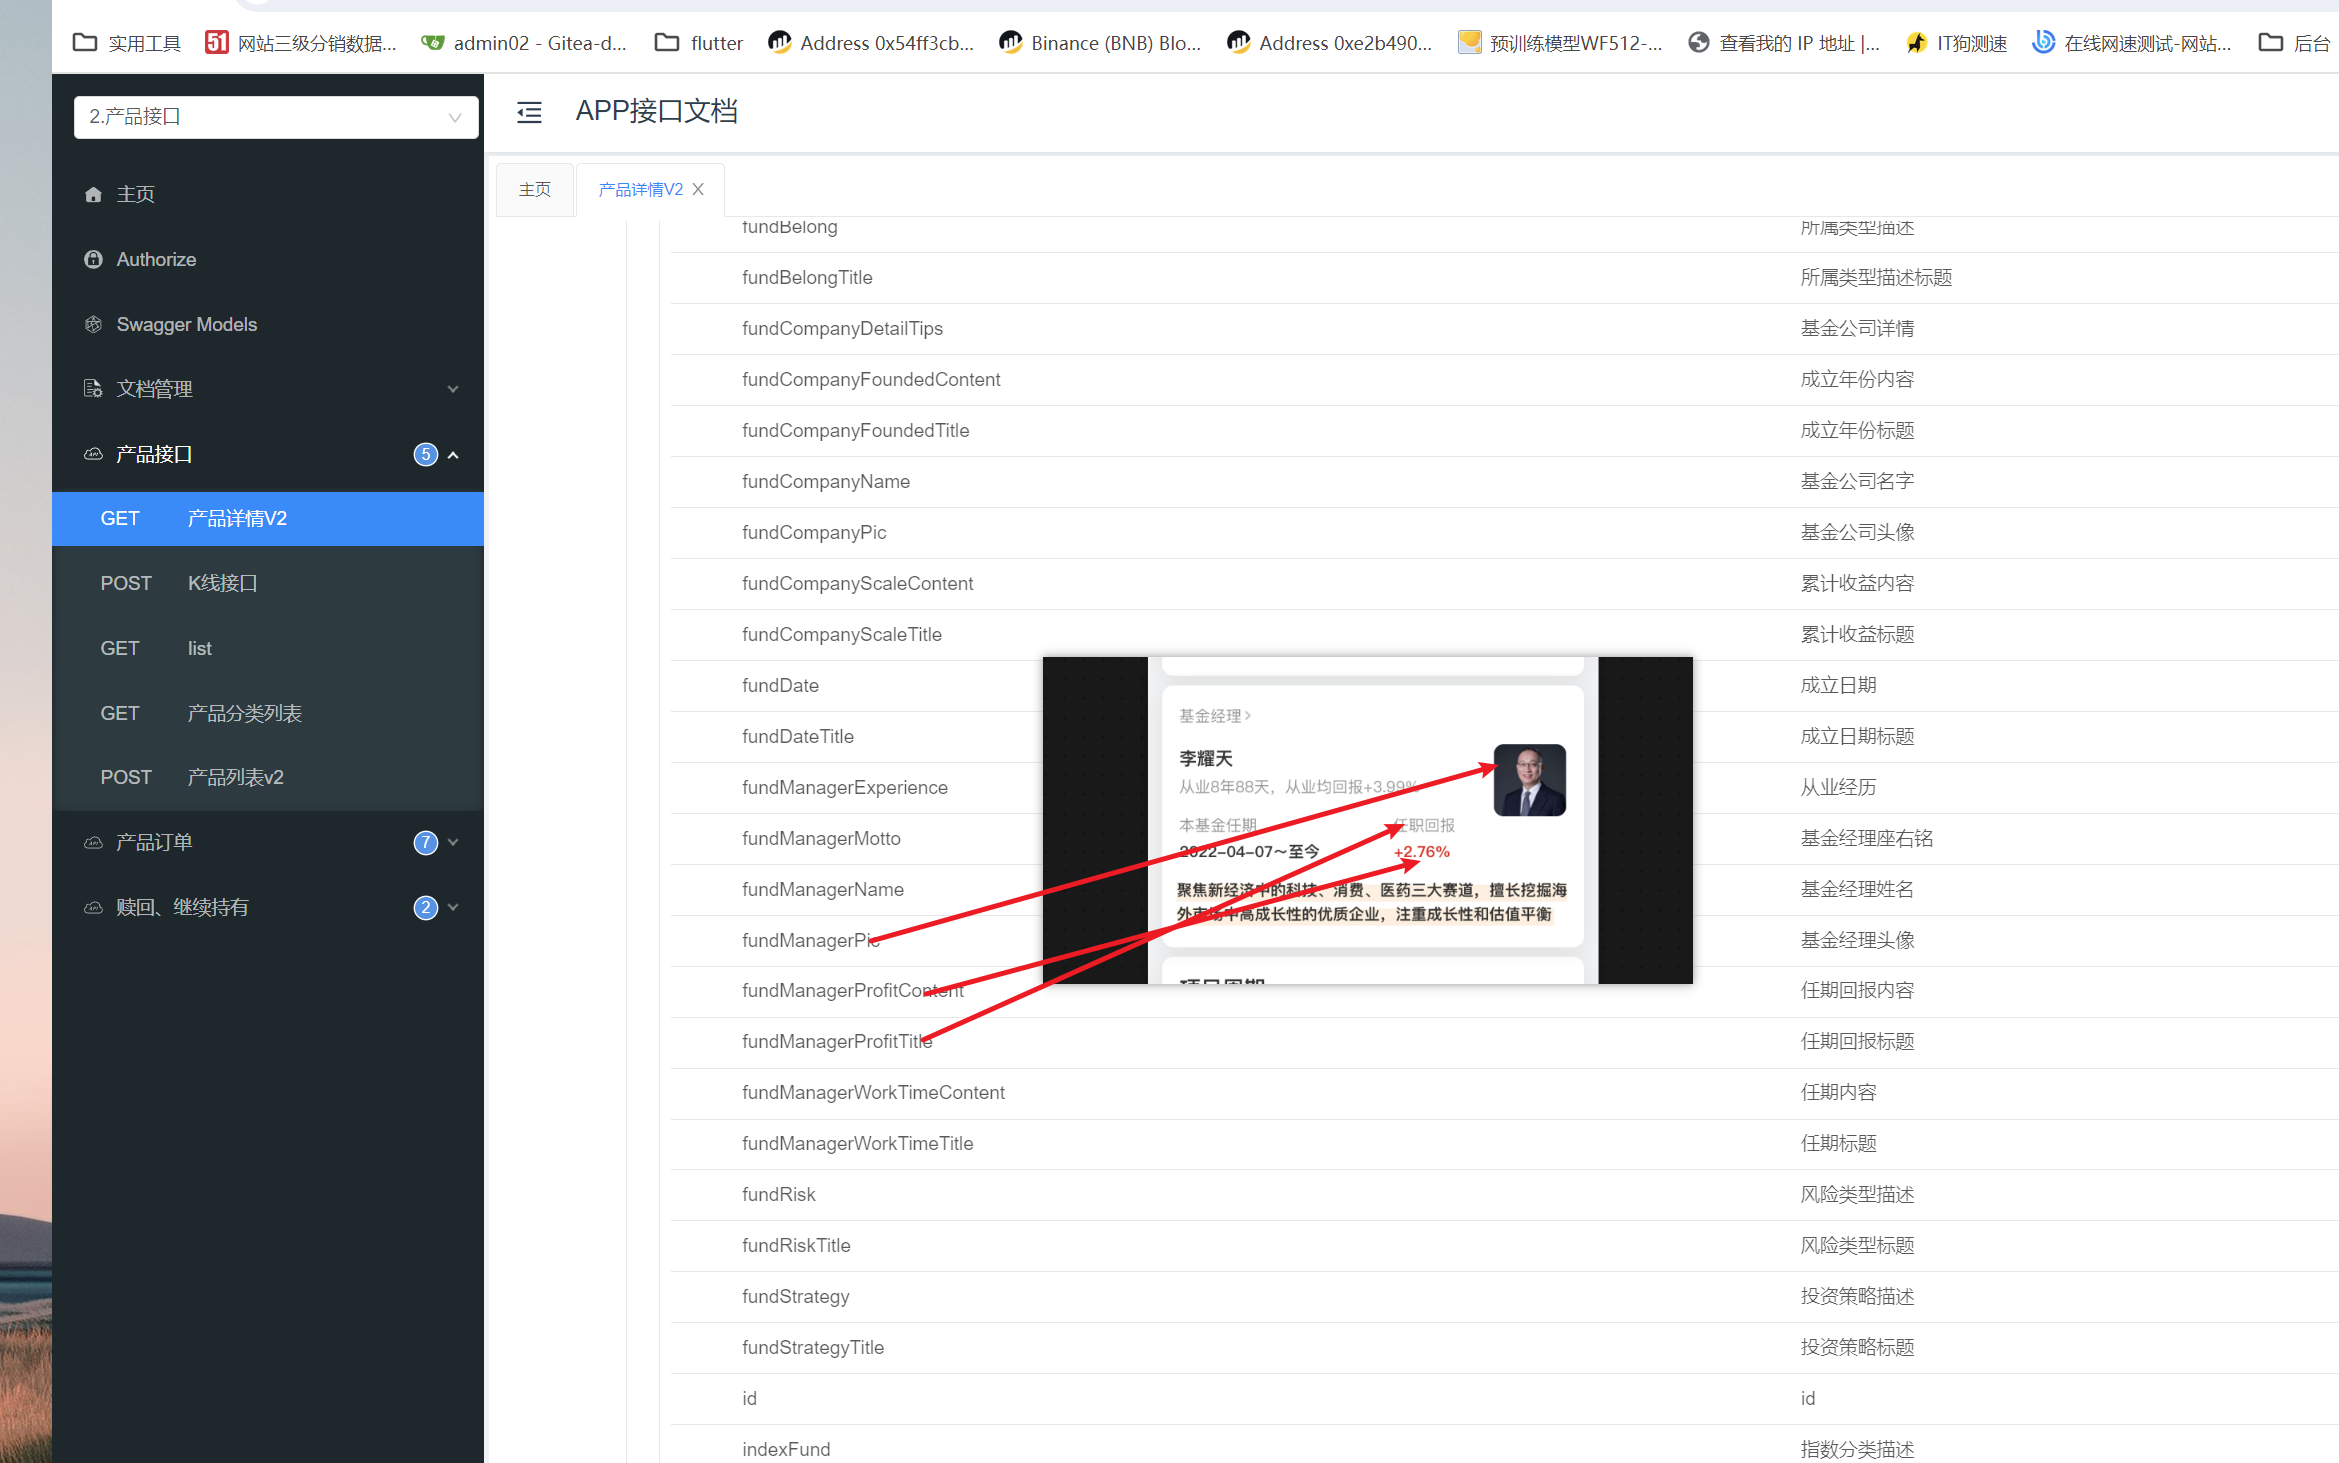 实用工具
网站三级分销数据...
admin02 - Gitea-d...
flutter
Address 0x54ff3cb...
Binance (BNB) Blo...
Address 0xe2b490...
预训练模型WF512-...
查看我的 IP 地址 |...
IT狗测速
在线网速测试-网站...
后台
2.产品接口
APP接口文档
主页
Authorize
Swagger Models
文档管理
产品接口 5
GET 产品详情V2
POST K线接口
GET list
GET 产品分类列表
POST 产品列表v2
产品订单 7
赎回、继续持有 2
主页
产品详情V2
fundBelong 所属类型描述
fundBelongTitle 所属类型描述标题
fundCompanyDetailTips 基金公司详情
fundCompanyFoundedContent 成立年份内容
fundCompanyFoundedTitle 成立年份标题
fundCompanyName 基金公司名字
fundCompanyPic 基金公司头像
fundCompanyScaleContent 累计收益内容
fundCompanyScaleTitle 累计收益标题
fundDate 成立日期
fundDateTitle 成立日期标题
fundManagerExperience 从业经历
fundManagerMotto 基金经理座右铭
fundManagerName 基金经理姓名
fundManagerPic 基金经理头像
fundManagerProfitContent 任期回报内容
fundManagerProfitTitle 任期回报标题
fundManagerWorkTimeContent 任期内容
fundManagerWorkTimeTitle 任期标题
fundRisk 风险类型描述
fundRiskTitle 风险类型标题
fundStrategy 投资策略描述
fundStrategyTitle 投资策略标题
id id
indexFund 指数分类描述
基金经理
李耀天
从业8年88天，从业均回报+3.99%
本基金任期 任职回报
2022-04-07～至今 +2.76%
聚焦新经济中的科技、消费、医药三大赛道，擅长挖掘海
外市场中高成长性的优质企业，注重成长性和估值平衡